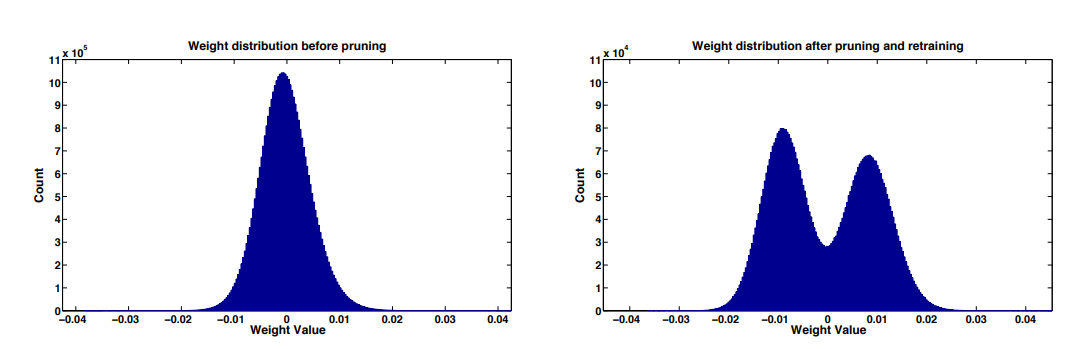 Weight distribution before pruning
x 10^5
11
10
9
8
7
6
5
4
3
2
1
0
Count
−0.04 −0.03 −0.02 −0.01 0 0.01 0.02 0.03 0.04
Weight Value
Weight distribution after pruning and retraining
x 10^4
11
10
9
8
7
6
5
4
3
2
1
0
Count
−0.04 −0.03 −0.02 −0.01 0 0.01 0.02 0.03 0.04
Weight Value